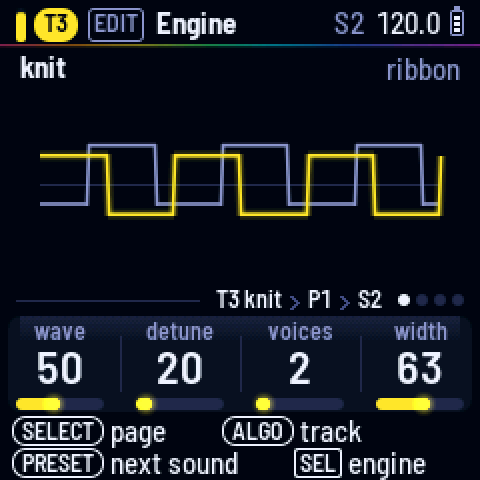 T3 EDIT Engine S2 120.0
knit ribbon
T3 knit > P1 > S2
wave detune voices width
50 20 2 63
SELECT page ALGO track
PRESET next sound SEL engine